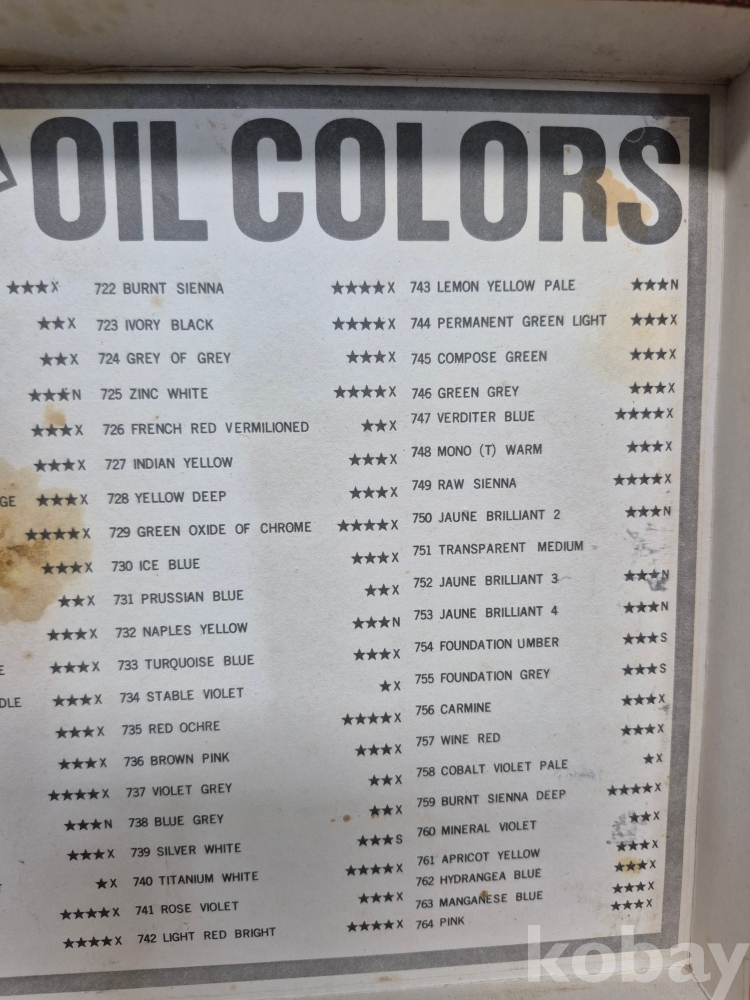 OIL COLORS
★★★X
★★X
★★X
★★★N
★★★X
★★★X
GE ★★★X
★★★★X
★★★X
★★X
★★★X
E ★★★X
DLE ★★★X
★★★X
★★★X
★★★★X
★★★N
★★★X
★X
★★★★X
★★★★X
722 BURNT SIENNA ★★★★X
723 IVORY BLACK ★★★★X
724 GREY OF GREY ★★★X
725 ZINC WHITE ★★★★X
726 FRENCH RED VERMILIONED ★★X
727 INDIAN YELLOW ★★★X
728 YELLOW DEEP ★★★X
729 GREEN OXIDE OF CHROME ★★★★X
730 ICE BLUE ★★★X
731 PRUSSIAN BLUE ★★X
732 NAPLES YELLOW ★★★N
733 TURQUOISE BLUE ★★★X
734 STABLE VIOLET ★X
735 RED OCHRE ★★★★X
736 BROWN PINK ★★★X
737 VIOLET GREY ★★X
738 BLUE GREY ★★X
739 SILVER WHITE ★★★S
740 TITANIUM WHITE ★★★★X
741 ROSE VIOLET ★★★X
742 LIGHT RED BRIGHT ★★★★X
743 LEMON YELLOW PALE ★★★N
744 PERMANENT GREEN LIGHT ★★★X
745 COMPOSE GREEN ★★★X
746 GREEN GREY ★★★X
747 VERDITER BLUE ★★★★X
748 MONO (T) WARM ★★★X
749 RAW SIENNA ★★★★X
750 JAUNE BRILLIANT 2 ★★★N
751 TRANSPARENT MEDIUM
752 JAUNE BRILLIANT 3 ★★★N
753 JAUNE BRILLIANT 4 ★★★N
754 FOUNDATION UMBER ★★★S
755 FOUNDATION GREY ★★★S
756 CARMINE ★★★X
757 WINE RED ★★★X
758 COBALT VIOLET PALE ★X
759 BURNT SIENNA DEEP ★★★★X
760 MINERAL VIOLET ★★X
761 APRICOT YELLOW ★★★X
762 HYDRANGEA BLUE ★★★X
763 MANGANESE BLUE ★★★X
764 PINK ★★★X
kobay